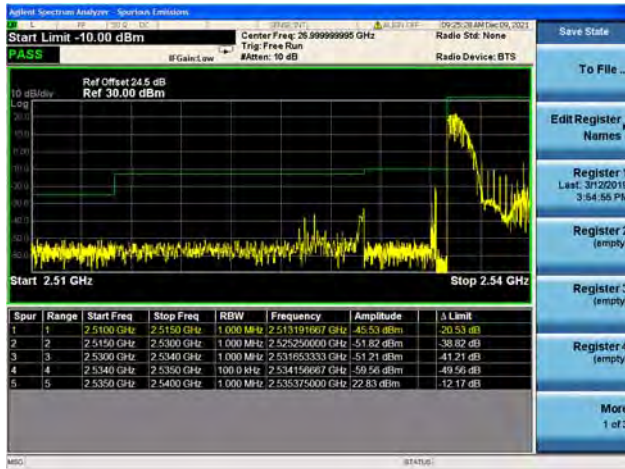 Agilent Spectrum Analyzer - Spurious Emissions
L RF 50 Ω DC SENSE:INT ALIGN OFF 09:25:28 AM Dec 09, 2021
Start Limit -10.00 dBm
Center Freq: 26.999999995 GHz
Radio Std: None
Save State
PASS
IFGain:Low
Trig: Free Run
#Atten: 10 dB
Radio Device: BTS
To File ...
Ref Offset 24.5 dB
10 dB/div Ref 30.00 dBm
Log
Edit Register Names
Register 1
Last: 3/12/2019
3:54:55 PM
Register 2
(empty
Start 2.51 GHz
Stop 2.54 GHz
Register 3
(empty
Spur Range Start Freq Stop Freq RBW Frequency Amplitude Δ Limit
1 1 2.5100 GHz 2.5150 GHz 1.000 MHz 2.513191667 GHz -45.53 dBm -20.53 dB
2 2 2.5150 GHz 2.5300 GHz 1.000 MHz 2.525250000 GHz -51.82 dBm -38.82 dB
3 3 2.5300 GHz 2.5340 GHz 1.000 MHz 2.531653333 GHz -51.21 dBm -41.21 dB
4 4 2.5340 GHz 2.5350 GHz 100.0 kHz 2.534156667 GHz -59.56 dBm -49.56 dB
5 5 2.5350 GHz 2.5400 GHz 1.000 MHz 2.535375000 GHz 22.83 dBm -12.17 dB
Register 4
(empty
More
1 of
MSG
STATUS